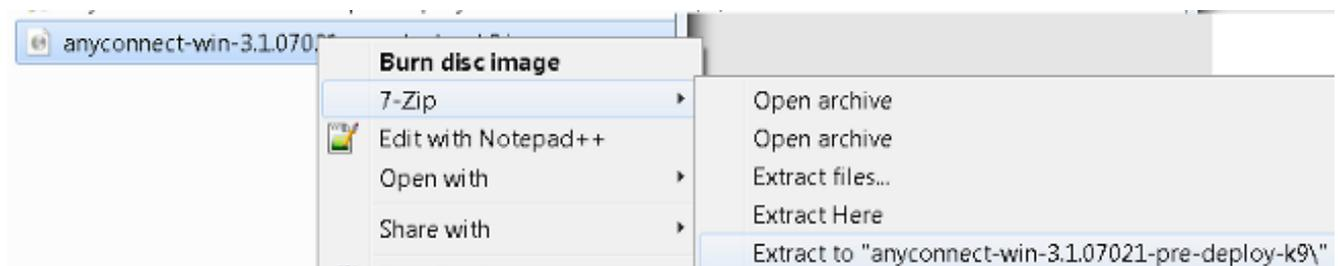 anyconnect-win-3.1.070
Burn disc image
7-Zip
Open archive
Edit with Notepad++
Open archive
Open with
Extract files...
Extract Here
Share with
Extract to "anyconnect-win-3.1.07021-pre-deploy-k9\"